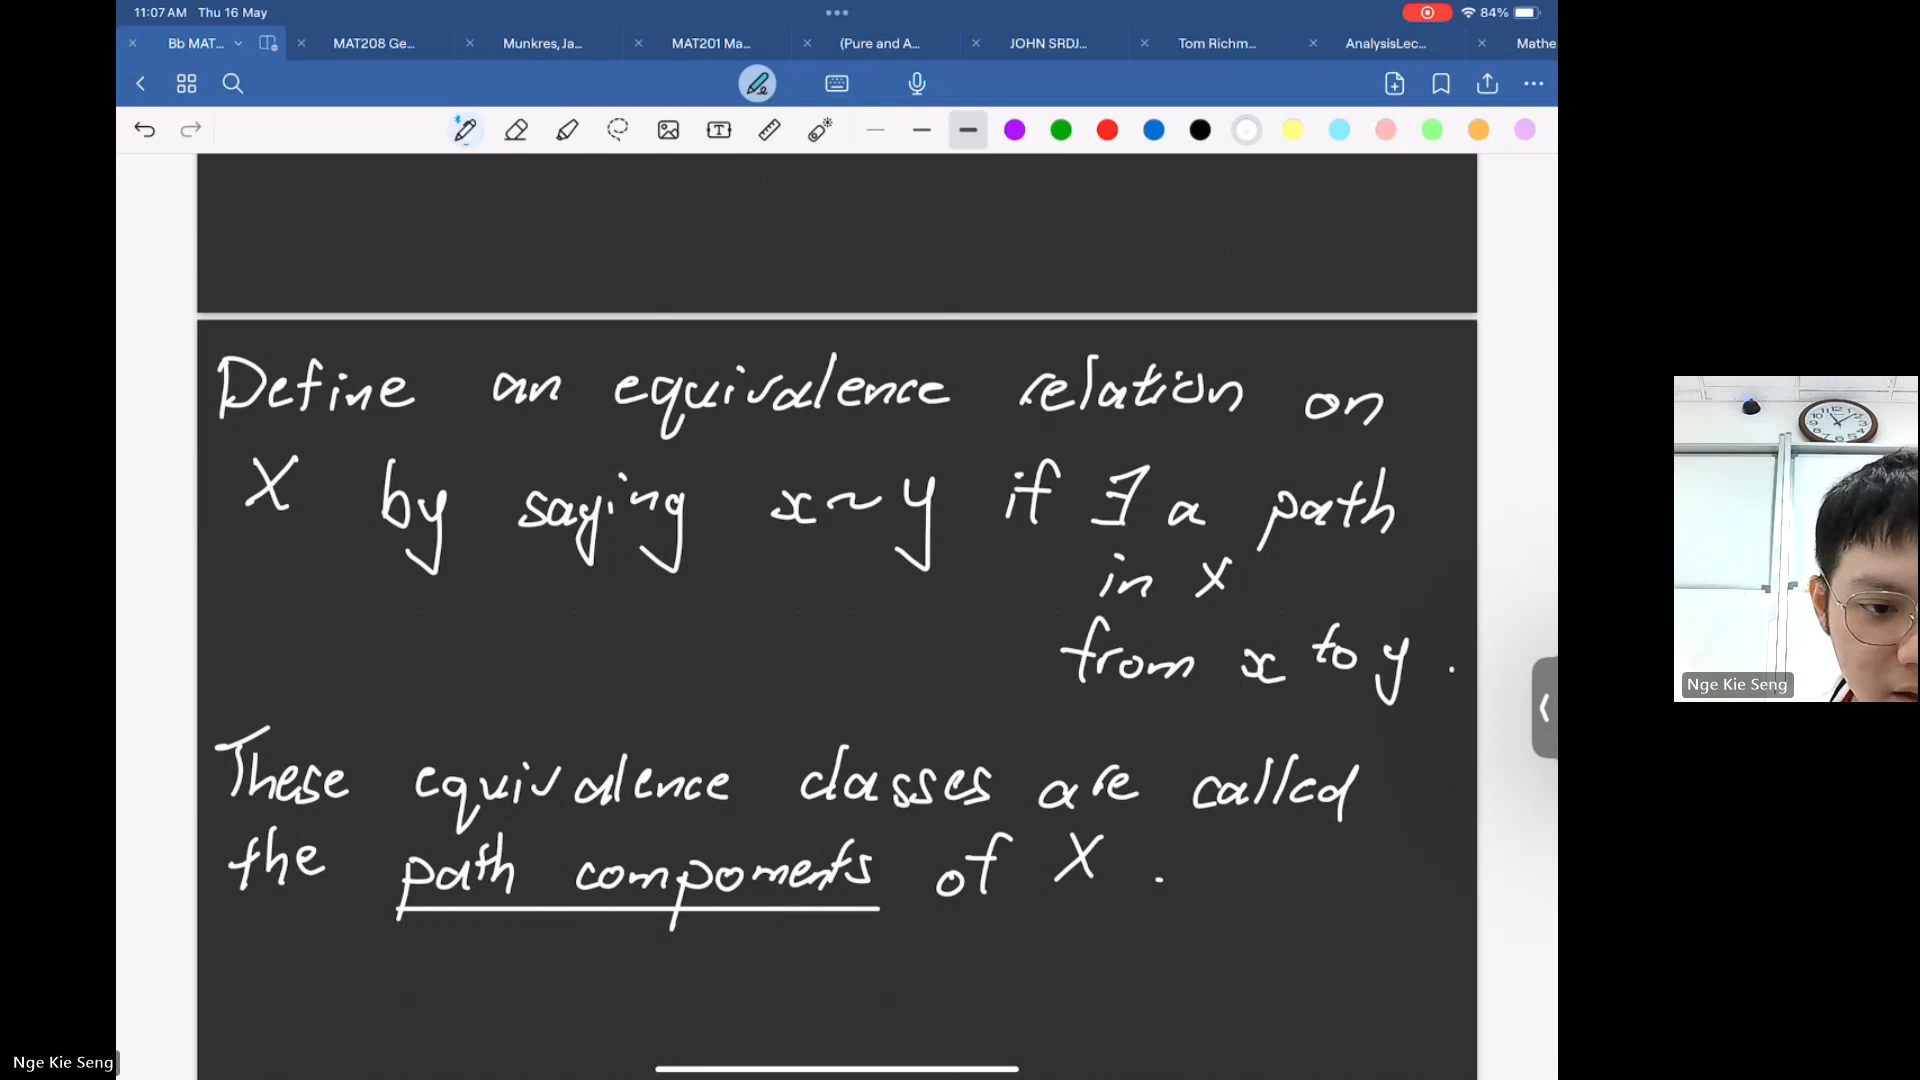 11:07 AM Thu 16 May
84%
Bb MAT...
MAT208 Ge...
Munkres, Ja...
MAT201 Ma...
(Pure and A...
JOHN SRDJ...
Tom Richm...
AnalysisLec...
Mathe
Define an equivalence relation on
X by saying x ~ y if ∃ a path
in X
from x to y .
These equivalence classes are called
the path compoments of X .
Nge Kie Seng
Nge Kie Seng